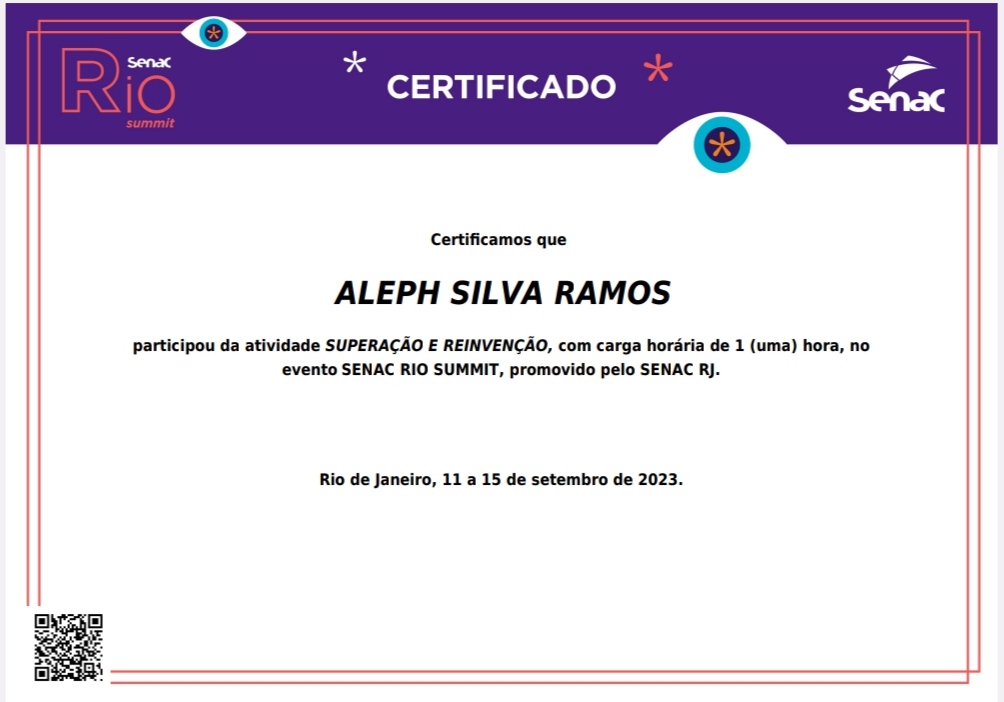 Senac
Rio
summit
CERTIFICADO
Senac
Certificamos que
ALEPH SILVA RAMOS
participou da atividade SUPERAÇÃO E REINVENÇÃO, com carga horária de 1 (uma) hora, no
evento SENAC RIO SUMMIT, promovido pelo SENAC RJ.
Rio de Janeiro, 11 a 15 de setembro de 2023.